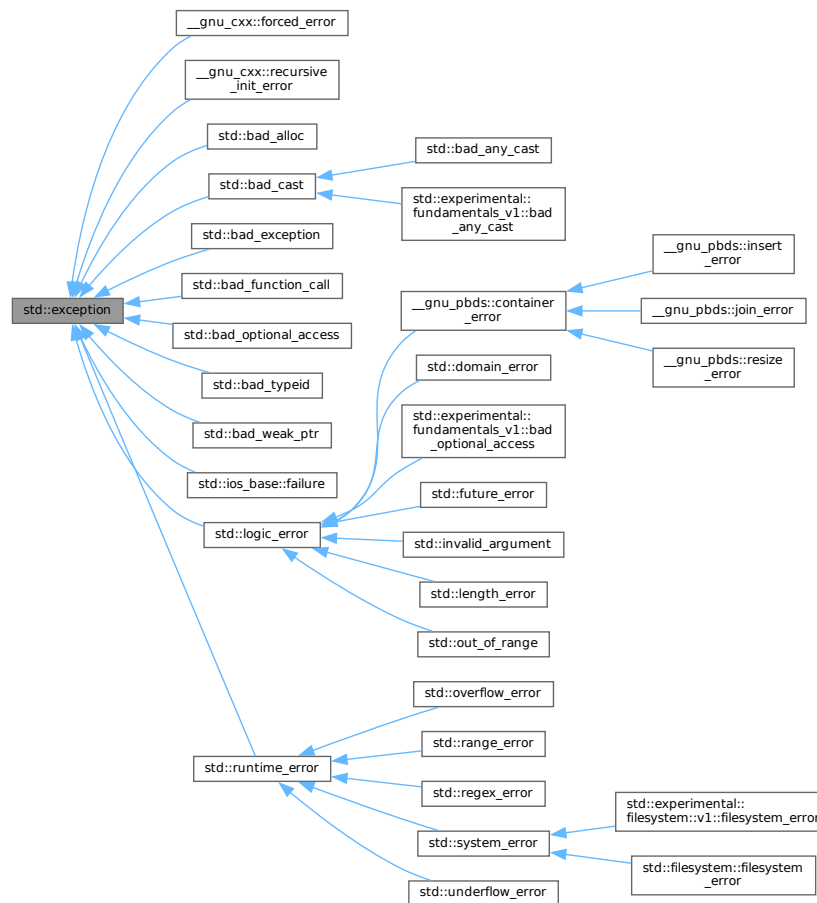 __gnu_cxx::forced_error
__gnu_cxx::recursive
_init_error
std::bad_alloc
std::bad_any_cast
std::bad_cast
std::experimental::
fundamentals_v1::bad
_any_cast
std::bad_exception
__gnu_pbds::insert
_error
std::bad_function_call
std::exception
__gnu_pbds::container
_error
__gnu_pbds::join_error
std::bad_optional_access
__gnu_pbds::resize
_error
std::domain_error
std::bad_typeid
std::experimental::
fundamentals_v1::bad
_optional_access
std::bad_weak_ptr
std::ios_base::failure
std::future_error
std::logic_error
std::invalid_argument
std::length_error
std::out_of_range
std::overflow_error
std::range_error
std::runtime_error
std::regex_error
std::experimental::
filesystem::v1::filesystem_error
std::system_error
std::filesystem::filesystem
_error
std::underflow_error